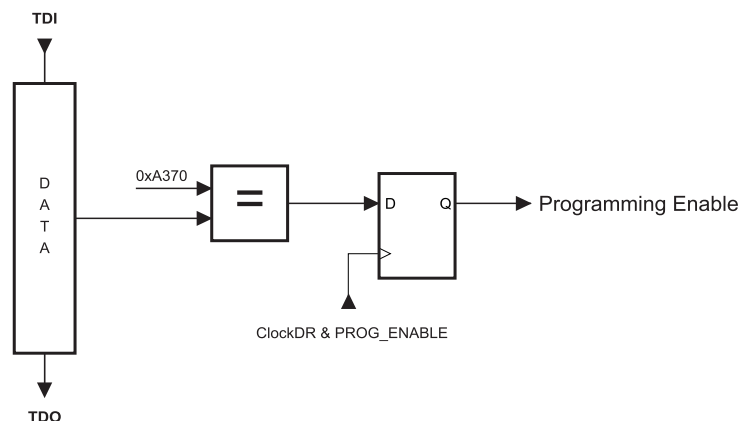 TDI
D
A
T
A
0xA370
=
D
Q
Programming Enable
ClockDR & PROG_ENABLE
TDO